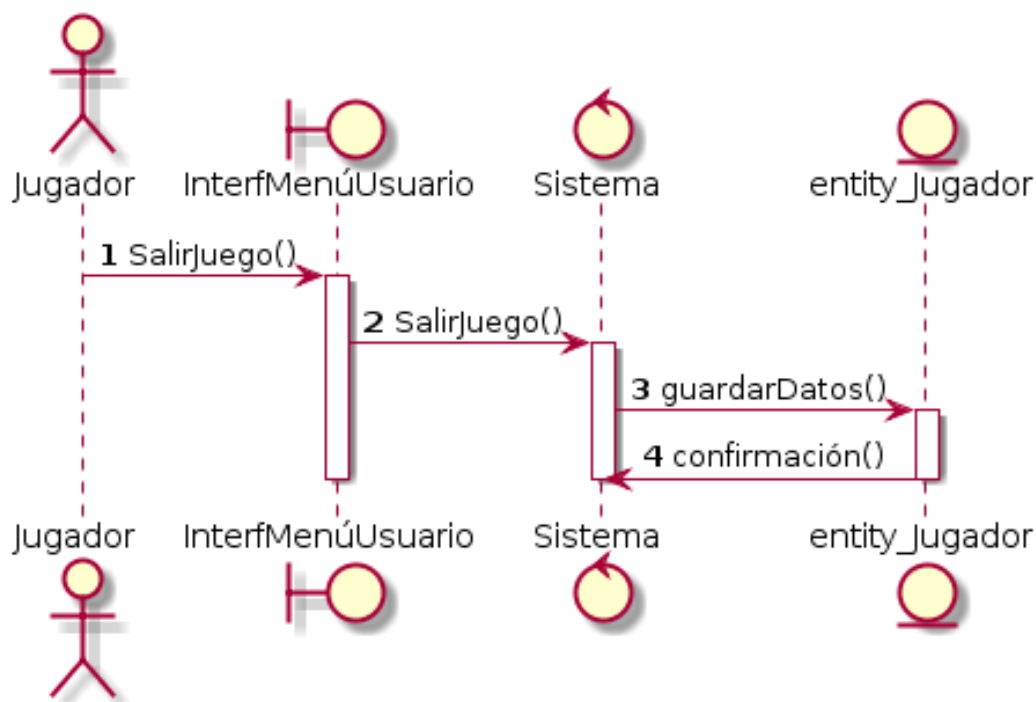 Jugador InterfMenúUsuario Sistema entity_Jugador
1 SalirJuego()
2 SalirJuego()
3 guardarDatos()
4 confirmación()
Jugador InterfMenúUsuario Sistema entity_Jugador